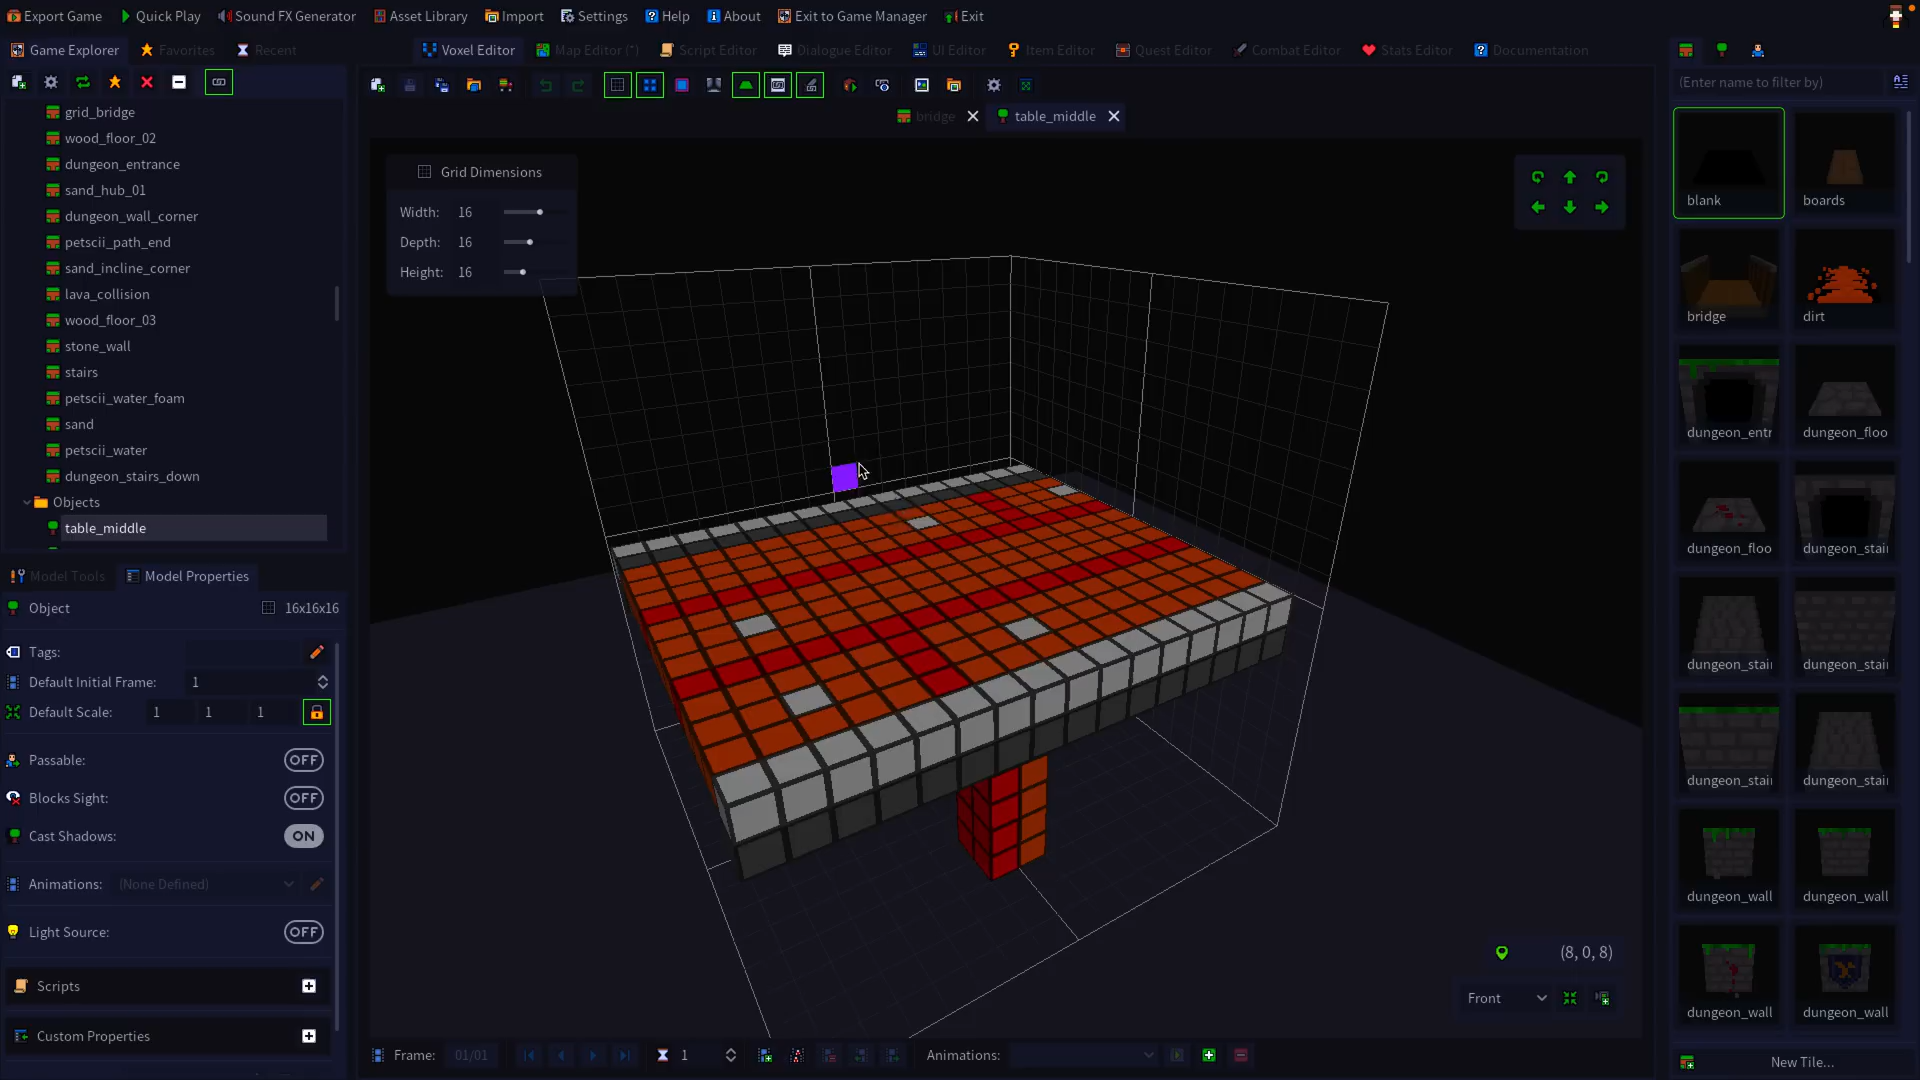 Export Game Quick Play Sound FX Generator Asset Library Import Settings Help About Exit to Game Manager Exit
Game Explorer Favorites Recent
Voxel Editor Map Editor (*) Script Editor Dialogue Editor UI Editor Item Editor Quest Editor Combat Editor Stats Editor Documentation
(Enter name to filter by)
bridge table_middle
grid_bridge
wood_floor_02
dungeon_entrance
sand_hub_01
dungeon_wall_corner
petscii_path_end
sand_incline_corner
lava_collision
wood_floor_03
stone_wall
stairs
petscii_water_foam
sand
petscii_water
dungeon_stairs_down
Objects
table_middle
Model Tools Model Properties
Object 16x16x16
Tags:
Default Initial Frame: 1
Default Scale: 1 1 1
Passable: OFF
Blocks Sight: OFF
Cast Shadows: ON
Animations: (None Defined)
Light Source: OFF
Scripts
Custom Properties
Grid Dimensions
Width: 16
Depth: 16
Height: 16
(8, 0, 8)
Front
Frame: 01/01 1 Animations:
blank boards
bridge dirt
dungeon_entr dungeon_floo
dungeon_floo dungeon_stair
dungeon_stair dungeon_stair
dungeon_stair dungeon_stair
dungeon_wall dungeon_wall
dungeon_wall dungeon_wall
New Tile...